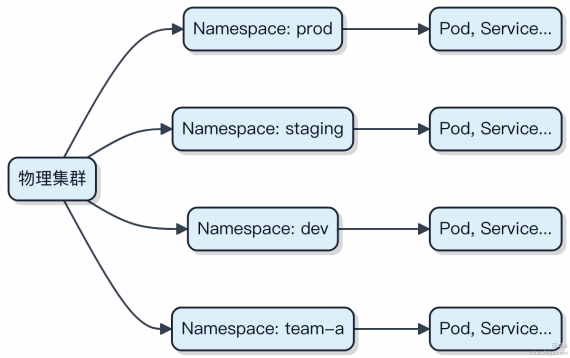 Namespace: prod
Pod, Service...
Namespace: staging
Pod, Service...
物理集群
Namespace: dev
Pod, Service...
Namespace: team-a
Pod, Service...